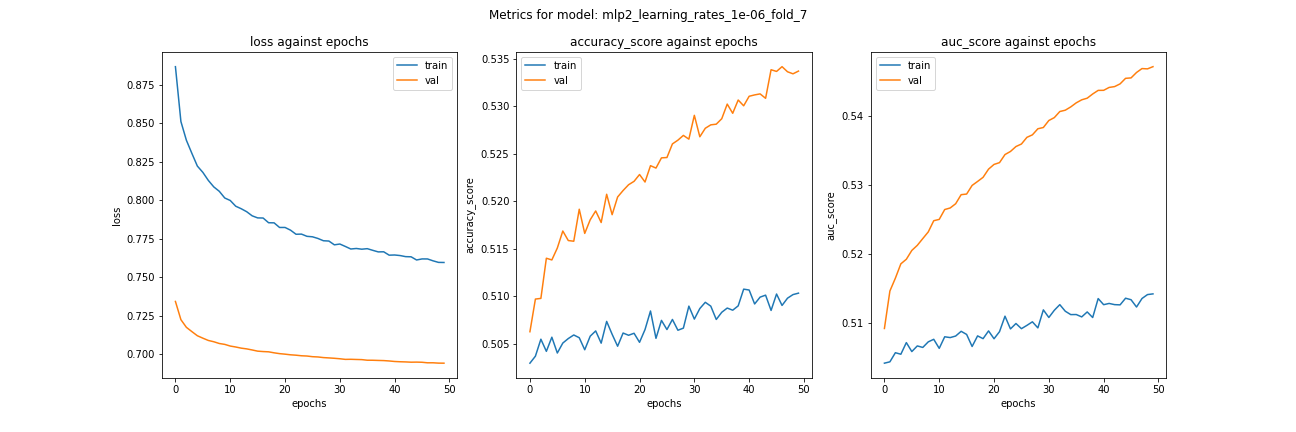 Metrics for model: mlp2_learning_rates_1e-06_fold_7
loss against epochs
train
val
0.875
0.850
0.825
0.800
0.775
0.750
0.725
0.700
loss
0 10 20 30 40 50
epochs
accuracy_score against epochs
train
val
0.535
0.530
0.525
0.520
0.515
0.510
0.505
accuracy_score
0 10 20 30 40 50
epochs
auc_score against epochs
train
val
0.54
0.53
0.52
0.51
auc_score
0 10 20 30 40 50
epochs